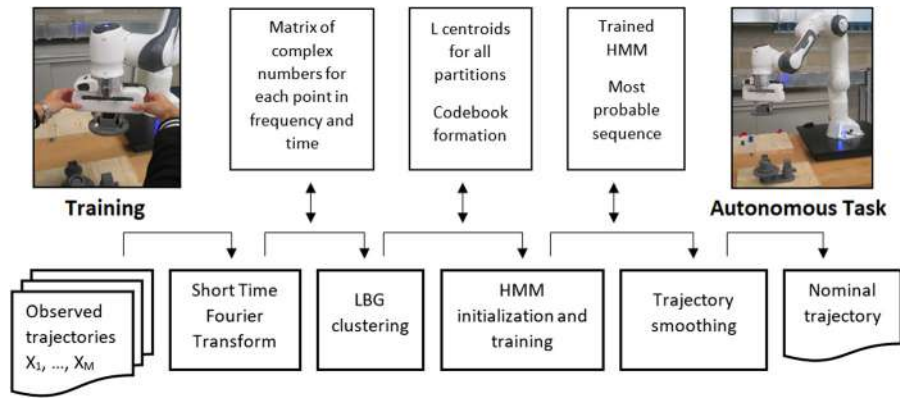 Matrix of
complex
numbers for
each point in
frequency and
time
L centroids
for all
partitions
Codebook
formation
Trained
HMM
Most
probable
sequence
Training
Autonomous Task
Observed
trajectories
X₁, ..., X_M
Short Time
Fourier
Transform
LBG
clustering
HMM
initialization and
training
Trajectory
smoothing
Nominal
trajectory